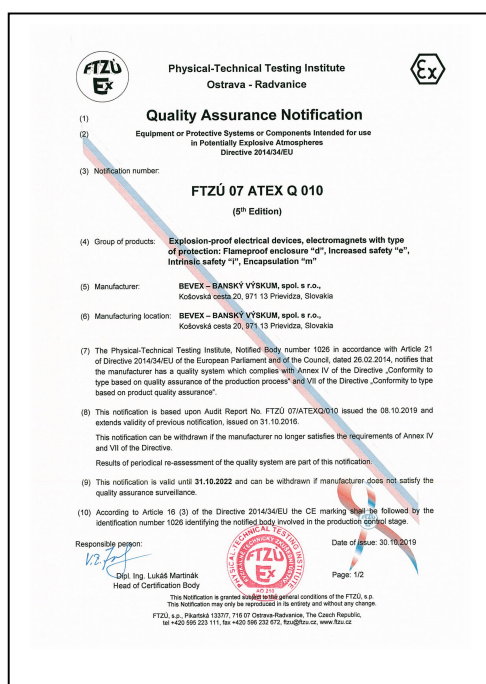 FTZÚ
Ex
Physical-Technical Testing Institute
Ostrava - Radvanice
Ex
(1) Quality Assurance Notification
(2) Equipment or Protective Systems or Components Intended for use
in Potentially Explosive Atmospheres
Directive 2014/34/EU
(3) Notification number:
FTZÚ 07 ATEX Q 010
(5th Edition)
(4) Group of products: Explosion-proof electrical devices, electromagnets with type
of protection: Flameproof enclosure “d”, Increased safety “e”,
Intrinsic safety “i”, Encapsulation “m”
(5) Manufacturer: BEVEX – BANSKÝ VÝSKUM, spol. s r.o.,
Košovská cesta 20, 971 13 Prievidza, Slovakia
(6) Manufacturing location: BEVEX – BANSKÝ VÝSKUM, spol. s r.o.,
Košovská cesta 20, 971 13 Prievidza, Slovakia
(7) The Physical-Technical Testing Institute, Notified Body number 1026 in accordance with Article 21
of Directive 2014/34/EU of the European Parliament and of the Council, dated 26.02.2014, notifies that
the manufacturer has a quality system which complies with Annex IV of the Directive „Conformity to
type based on quality assurance of the production process“ and VII of the Directive „Conformity to type
based on product quality assurance“.
(8) This notification is based upon Audit Report No. FTZÚ 07/ATEXQ/010 issued the 08.10.2019 and
extends validity of previous notification, issued on 31.10.2016.
This notification can be withdrawn if the manufacturer no longer satisfies the requirements of Annex IV
and VII of the Directive.
Results of periodical re-assessment of the quality system are part of this notification.
(9) This notification is valid until 31.10.2022 and can be withdrawn if manufacturer does not satisfy the
quality assurance surveillance.
(10) According to Article 16 (3) of the Directive 2014/34/EU the CE marking shall be followed by the
identification number 1026 identifying the notified body involved in the production control stage.
Responsible person:
Date of issue: 30.10.2019
PHYSICAL-TECHNICAL TESTING INSTITUTE
FTZÚ
Ex
AO 210
Dipl. Ing. Lukáš Martinák
Head of Certification Body
Page: 1/2
This Notification is granted subject to the general conditions of the FTZÚ, s.p.
This Notification may only be reproduced in its entirety and without any change.
FTZÚ, s.p., Pikartská 1337/7, 716 07 Ostrava-Radvanice, The Czech Republic,
tel +420 595 223 111, fax +420 596 232 672, ftzu@ftzu.cz, www.ftzu.cz